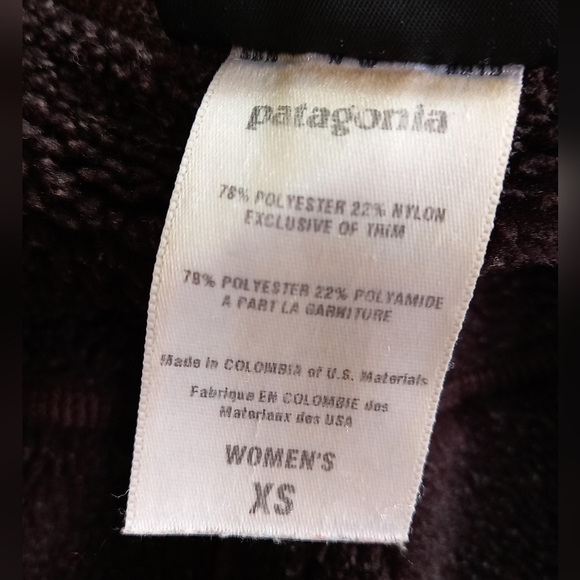 patagonia
78% POLYESTER 22% NYLON
EXCLUSIVE OF TRIM
78% POLYESTER 22% POLYAMIDE
A PART LA GARNITURE
Made in COLOMBIA of U.S. Materials
Fabrique EN COLOMBIE des
Materiaux des USA
WOMEN'S
XS